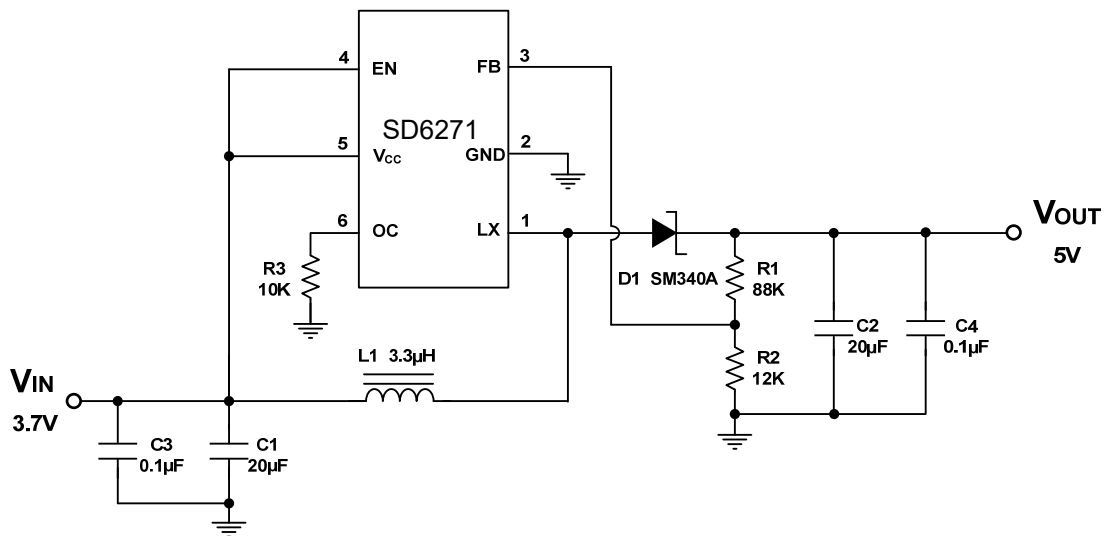 4
EN
FB
3
SD6271
5
VCC
GND
2
6
OC
LX
1
R3
10K
D1 SM340A
R1
88K
VOUT
5V
C2
20µF
C4
0.1µF
R2
12K
L1 3.3µH
VIN
3.7V
C3
0.1µF
C1
20µF